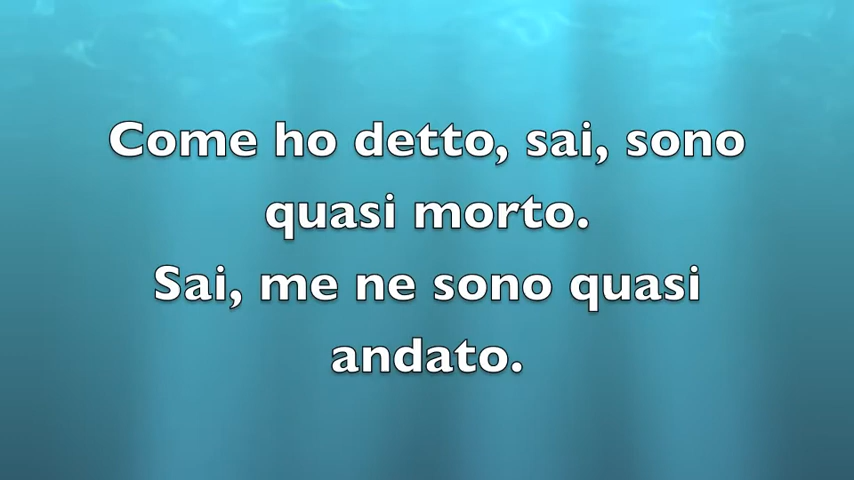 Come ho detto, sai, sono
quasi morto.
Sai, me ne sono quasi
andato.